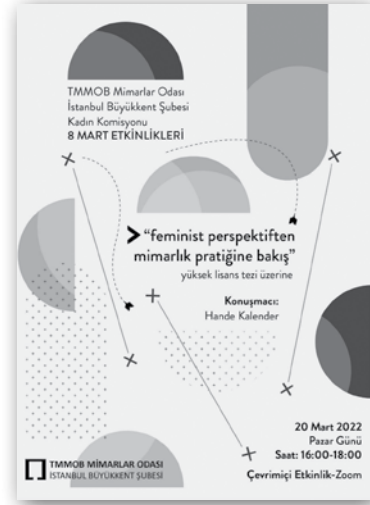 TMMOB Mimarlar Odası
İstanbul Büyükkent Şubesi
Kadın Komisyonu
8 MART ETKİNLİKLERİ
"feminist perspektiften
mimarlık pratiğine bakış"
yüksek lisans tezi üzerine
Konuşmacı:
Hande Kalender
20 Mart 2022
Pazar Günü
Saat: 16:00-18:00
Çevrimiçi Etkinlik-Zoom
TMMOB MİMARLAR ODASI
İSTANBUL BÜYÜKKENT ŞUBESİ